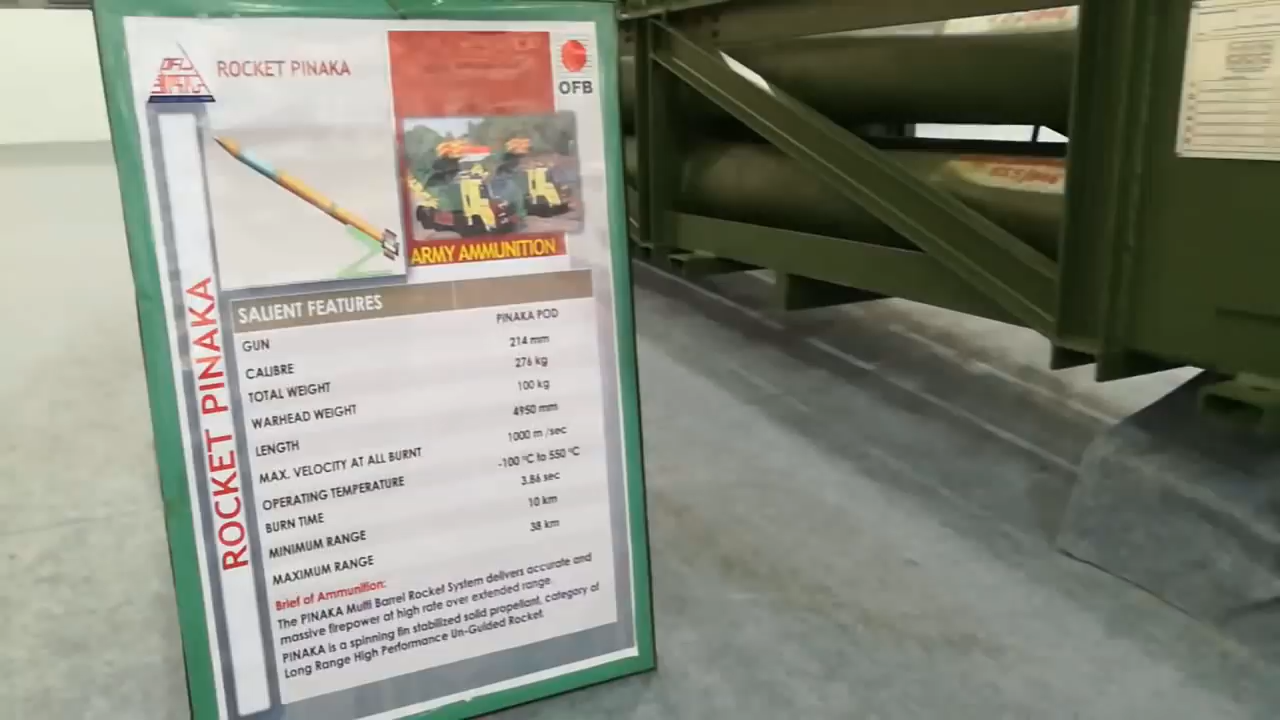 ROCKET PINAKA
OFB
ARMY AMMUNITION
ROCKET PINAKA
SALIENT FEATURES
GUN PINAKA POD
CALIBRE 214 mm
TOTAL WEIGHT 276 kg
WARHEAD WEIGHT 100 kg
LENGTH 4950 mm
MAX. VELOCITY AT ALL BURNT 1000 m /sec
OPERATING TEMPERATURE -100 °C to 550 °C
BURN TIME 3.86 sec
MINIMUM RANGE 10 km
MAXIMUM RANGE 38 km
Brief of Ammunition:
The PINAKA Multi Barrel Rocket System delivers accurate and
massive firepower at high rate over extended range.
PINAKA is a spinning fin stabilized solid propellant, category of
Long Range High Performance Un-Guided Rocket.